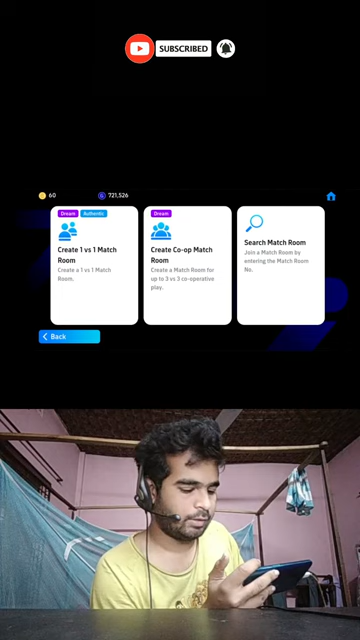 SUBSCRIBED
60
721,526
Dream
Authentic
Create 1 vs 1 Match
Room
Create a 1 vs 1 Match
Room.
Dream
Create Co-op Match
Room
Create a Match Room for
up to 3 vs 3 co-operative
play.
Search Match Room
Join a Match Room by
entering the Match Room
No.
Back